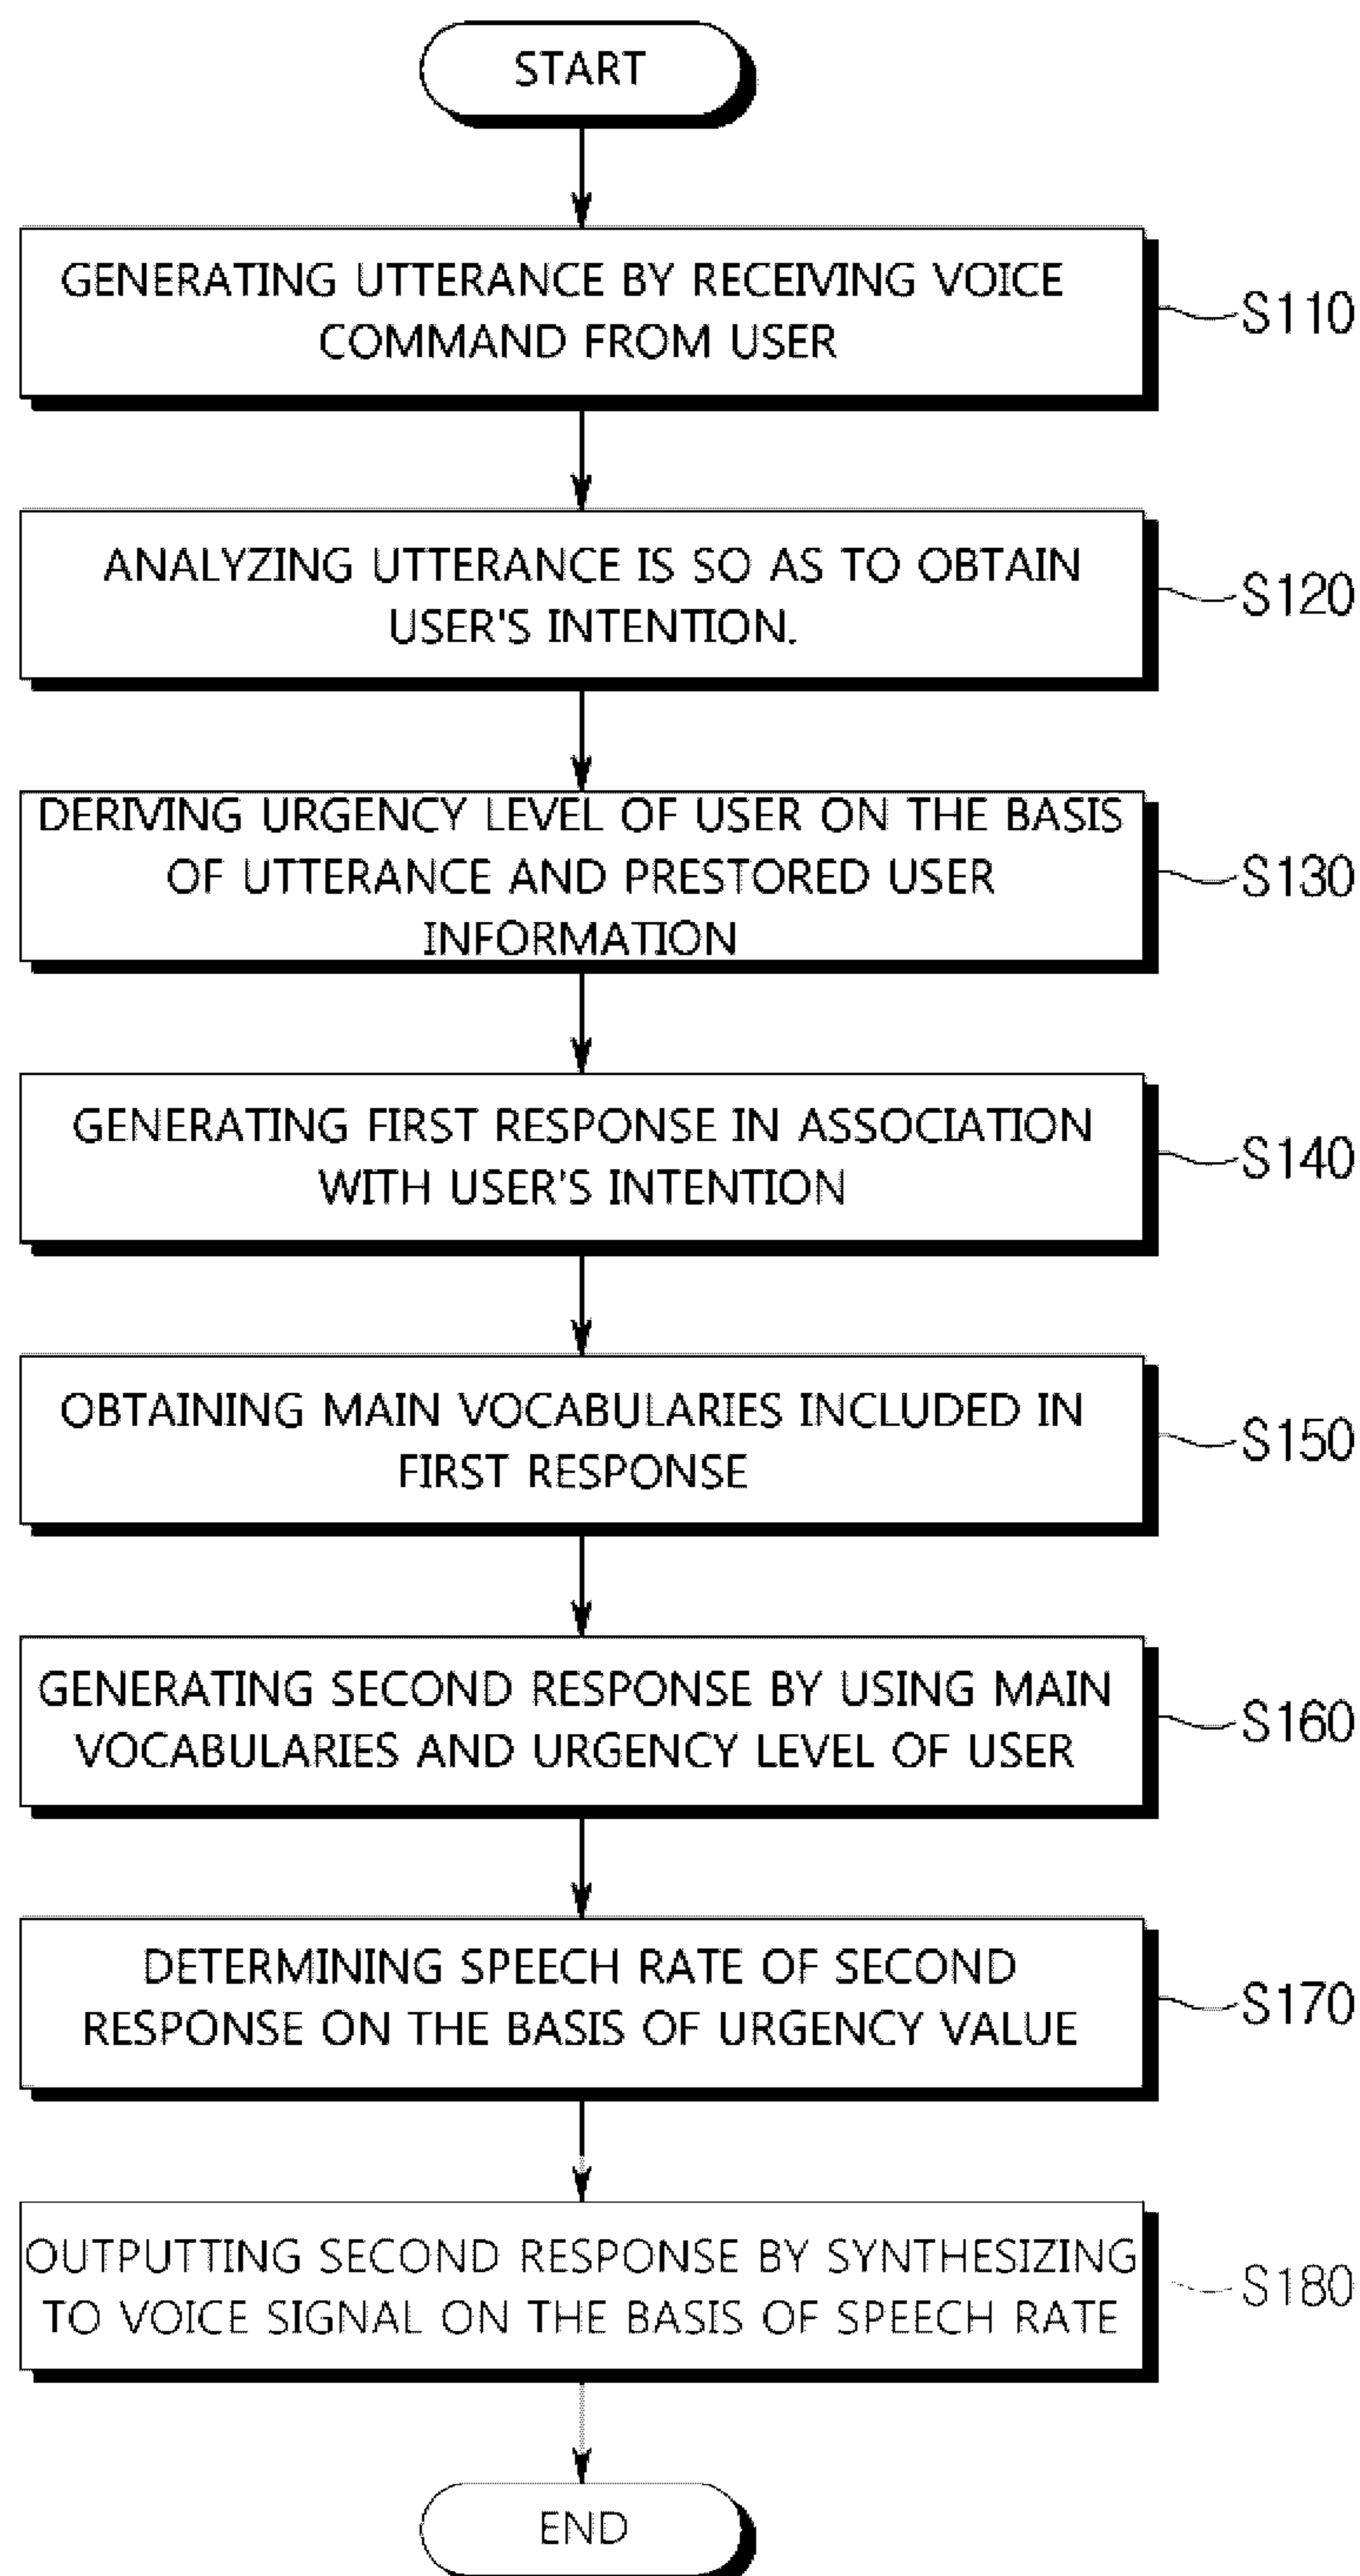 START
GENERATING UTTERANCE BY RECEIVING VOICE
COMMAND FROM USER
S110
ANALYZING UTTERANCE IS SO AS TO OBTAIN
USER'S INTENTION.
S120
DERIVING URGENCY LEVEL OF USER ON THE BASIS
OF UTTERANCE AND PRESTORED USER
INFORMATION
S130
GENERATING FIRST RESPONSE IN ASSOCIATION
WITH USER'S INTENTION
S140
OBTAINING MAIN VOCABULARIES INCLUDED IN
FIRST RESPONSE
S150
GENERATING SECOND RESPONSE BY USING MAIN
VOCABULARIES AND URGENCY LEVEL OF USER
S160
DETERMINING SPEECH RATE OF SECOND
RESPONSE ON THE BASIS OF URGENCY VALUE
S170
OUTPUTTING SECOND RESPONSE BY SYNTHESIZING
TO VOICE SIGNAL ON THE BASIS OF SPEECH RATE
S180
END